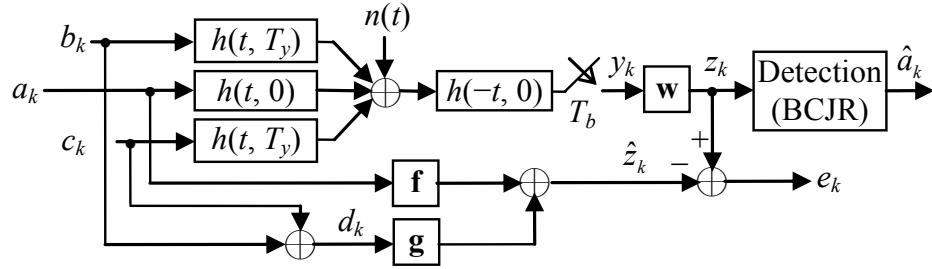 b_k
h(t, T_y)
n(t)
a_k
h(t, 0)
h(−t, 0)
T_b
y_k
w
z_k
Detection
(BCJR)
â_k
c_k
h(t, T_y)
+
f
ẑ_k
−
e_k
d_k
g